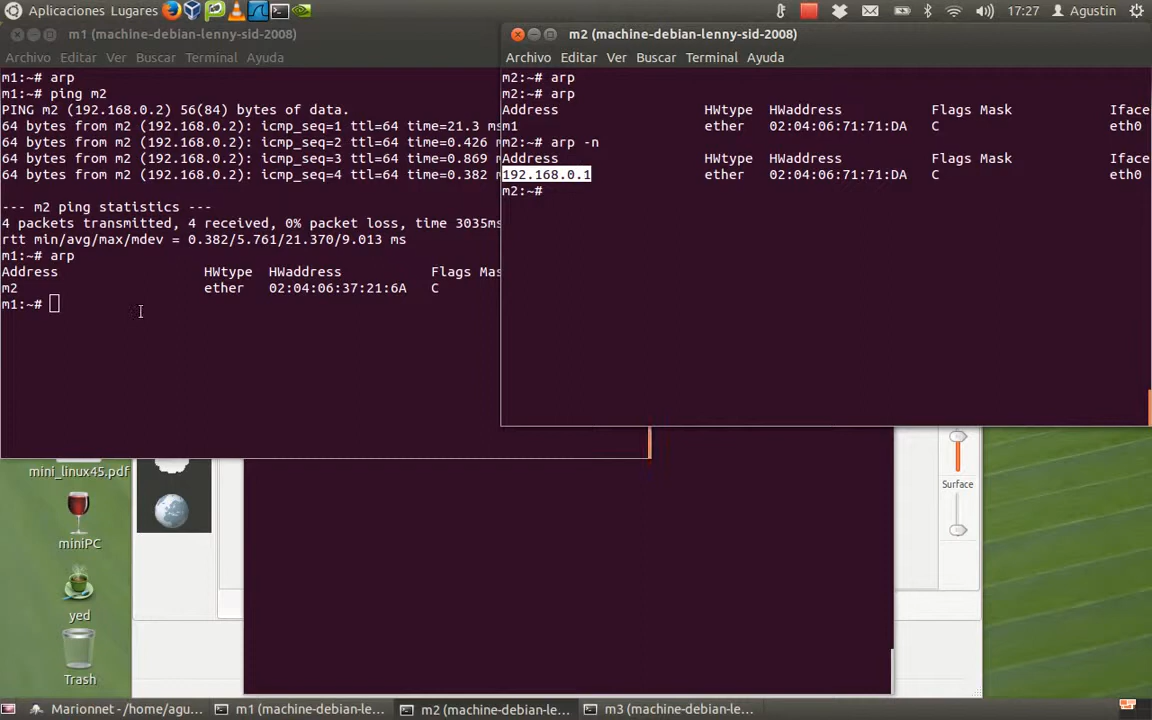 Aplicaciones Lugares
17:27 Agustin
m1 (machine-debian-lenny-sid-2008)
Archivo Editar Ver Buscar Terminal Ayuda
m1:~# arp
m1:~# ping m2
PING m2 (192.168.0.2) 56(84) bytes of data.
64 bytes from m2 (192.168.0.2): icmp_seq=1 ttl=64 time=21.3 ms
64 bytes from m2 (192.168.0.2): icmp_seq=2 ttl=64 time=0.426 m
64 bytes from m2 (192.168.0.2): icmp_seq=3 ttl=64 time=0.869 m
64 bytes from m2 (192.168.0.2): icmp_seq=4 ttl=64 time=0.382 m
--- m2 ping statistics ---
4 packets transmitted, 4 received, 0% packet loss, time 3035ms
rtt min/avg/max/mdev = 0.382/5.761/21.370/9.013 ms
m1:~# arp
Address HWtype HWaddress Flags Mas
m2 ether 02:04:06:37:21:6A C
m1:~#
m2 (machine-debian-lenny-sid-2008)
Archivo Editar Ver Buscar Terminal Ayuda
m2:~# arp
m2:~# arp
Address HWtype HWaddress Flags Mask Iface
m1 ether 02:04:06:71:71:DA C eth0
m2:~# arp -n
Address HWtype HWaddress Flags Mask Iface
192.168.0.1 ether 02:04:06:71:71:DA C eth0
m2:~#
mini_linux45.pdf
miniPC
yed
Trash
Surface
Marionnet - /home/agu... m1 (machine-debian-le... m2 (machine-debian-le... m3 (machine-debian-le...